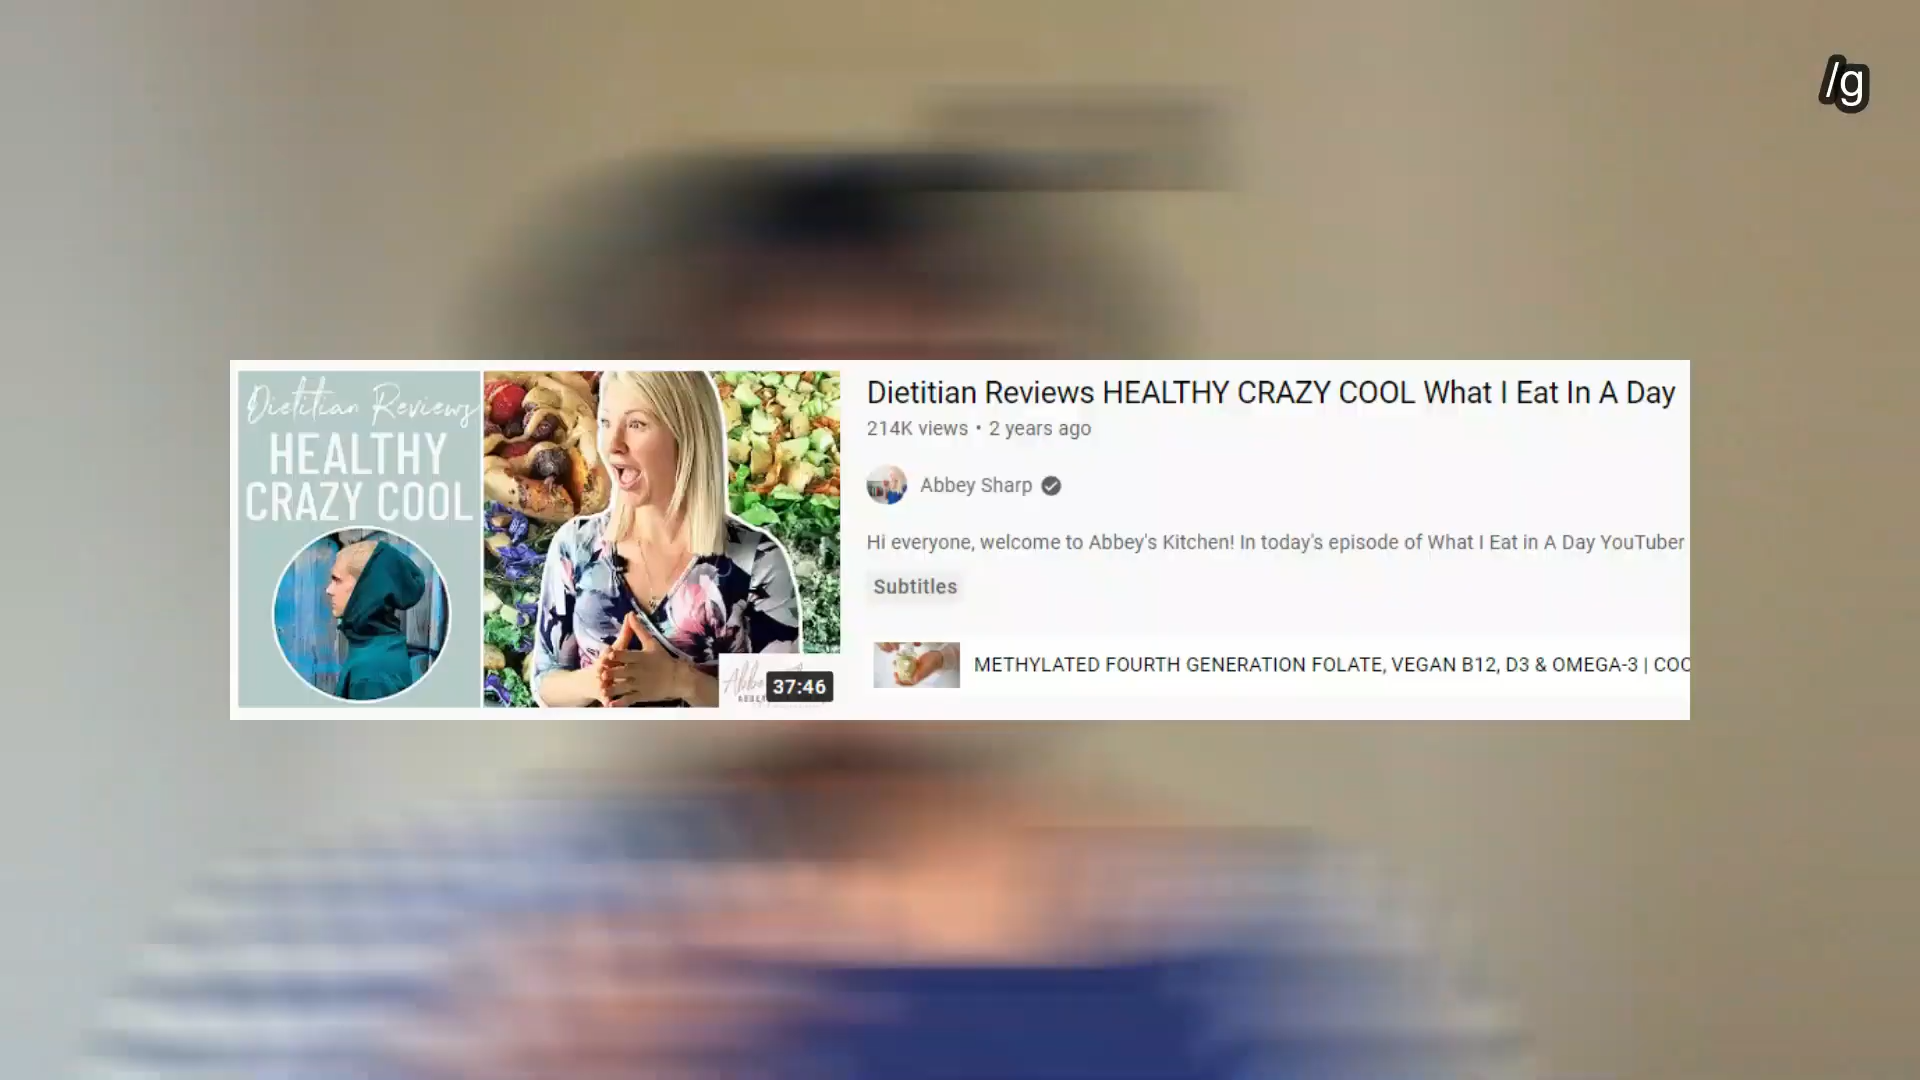 /g
Dietitian Reviews
HEALTHY
CRAZY COOL
37:46
Dietitian Reviews HEALTHY CRAZY COOL What I Eat In A Day
214K views • 2 years ago
Abbey Sharp
Hi everyone, welcome to Abbey's Kitchen! In today's episode of What I Eat in A Day YouTuber
Subtitles
METHYLATED FOURTH GENERATION FOLATE, VEGAN B12, D3 & OMEGA-3 |